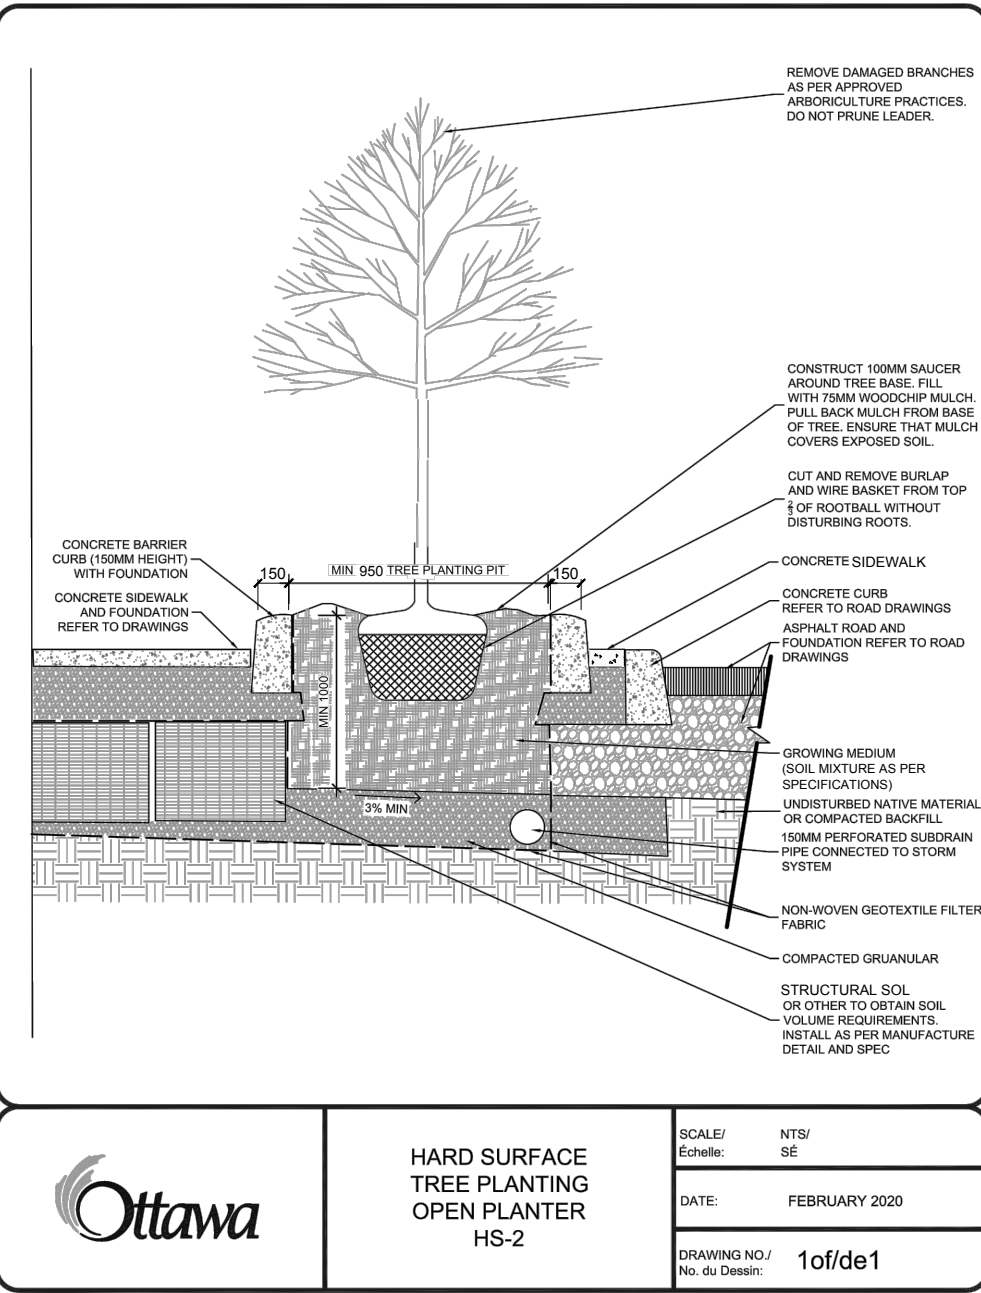 REMOVE DAMAGED BRANCHES
AS PER APPROVED
ARBORICULTURE PRACTICES.
DO NOT PRUNE LEADER.
CONSTRUCT 100MM SAUCER
AROUND TREE BASE. FILL
WITH 75MM WOODCHIP MULCH.
PULL BACK MULCH FROM BASE
OF TREE. ENSURE THAT MULCH
COVERS EXPOSED SOIL.
CUT AND REMOVE BURLAP
AND WIRE BASKET FROM TOP
2/3 OF ROOTBALL WITHOUT
DISTURBING ROOTS.
CONCRETE BARRIER
CURB (150MM HEIGHT)
WITH FOUNDATION
CONCRETE SIDEWALK
AND FOUNDATION
REFER TO DRAWINGS
150
MIN 950 TREE PLANTING PIT
150
CONCRETE SIDEWALK
CONCRETE CURB
REFER TO ROAD DRAWINGS
ASPHALT ROAD AND
FOUNDATION REFER TO ROAD
DRAWINGS
MIN 1000
3% MIN
GROWING MEDIUM
(SOIL MIXTURE AS PER
SPECIFICATIONS)
UNDISTURBED NATIVE MATERIAL
OR COMPACTED BACKFILL
150MM PERFORATED SUBDRAIN
PIPE CONNECTED TO STORM
SYSTEM
NON-WOVEN GEOTEXTILE FILTER
FABRIC
COMPACTED GRUANULAR
STRUCTURAL SOL
OR OTHER TO OBTAIN SOIL
VOLUME REQUIREMENTS.
INSTALL AS PER MANUFACTURE
DETAIL AND SPEC
Ottawa
HARD SURFACE
TREE PLANTING
OPEN PLANTER
HS-2
SCALE/ NTS/
Échelle: SÉ
DATE: FEBRUARY 2020
DRAWING NO./
No. du Dessin: 1of/de1